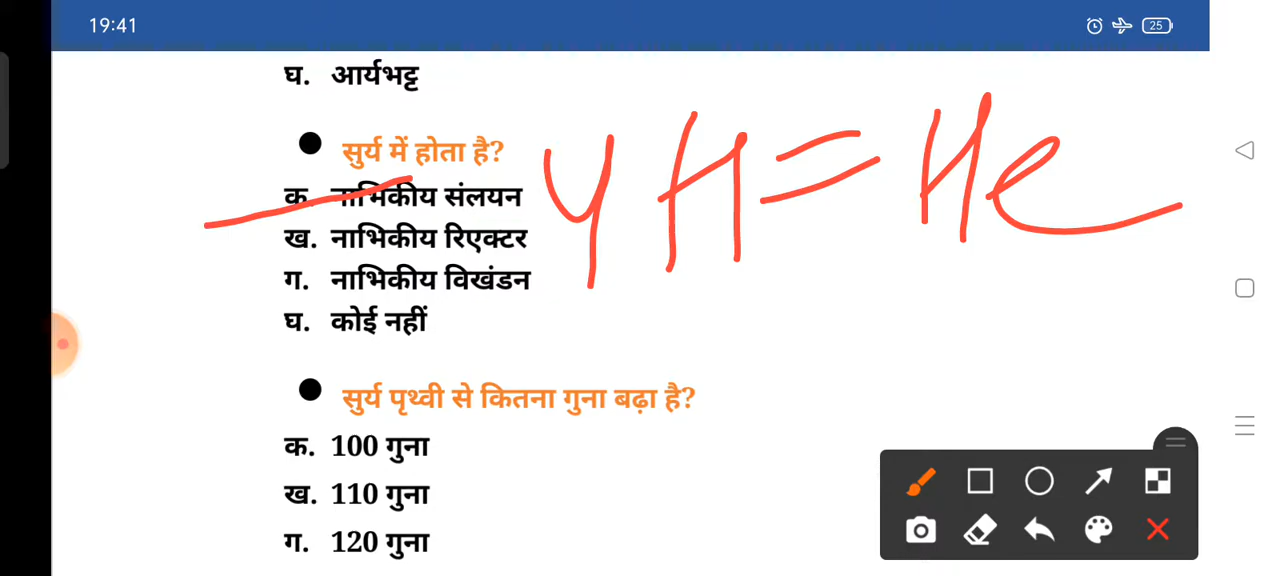 19:41
25
घ. आर्यभट्ट
सुर्य में होता है?
क. नाभिकीय संलयन
4H=He
ख. नाभिकीय रिएक्टर
ग. नाभिकीय विखंडन
घ. कोई नहीं
सुर्य पृथ्वी से कितना गुना बढ़ा है?
क. 100 गुना
ख. 110 गुना
ग. 120 गुना